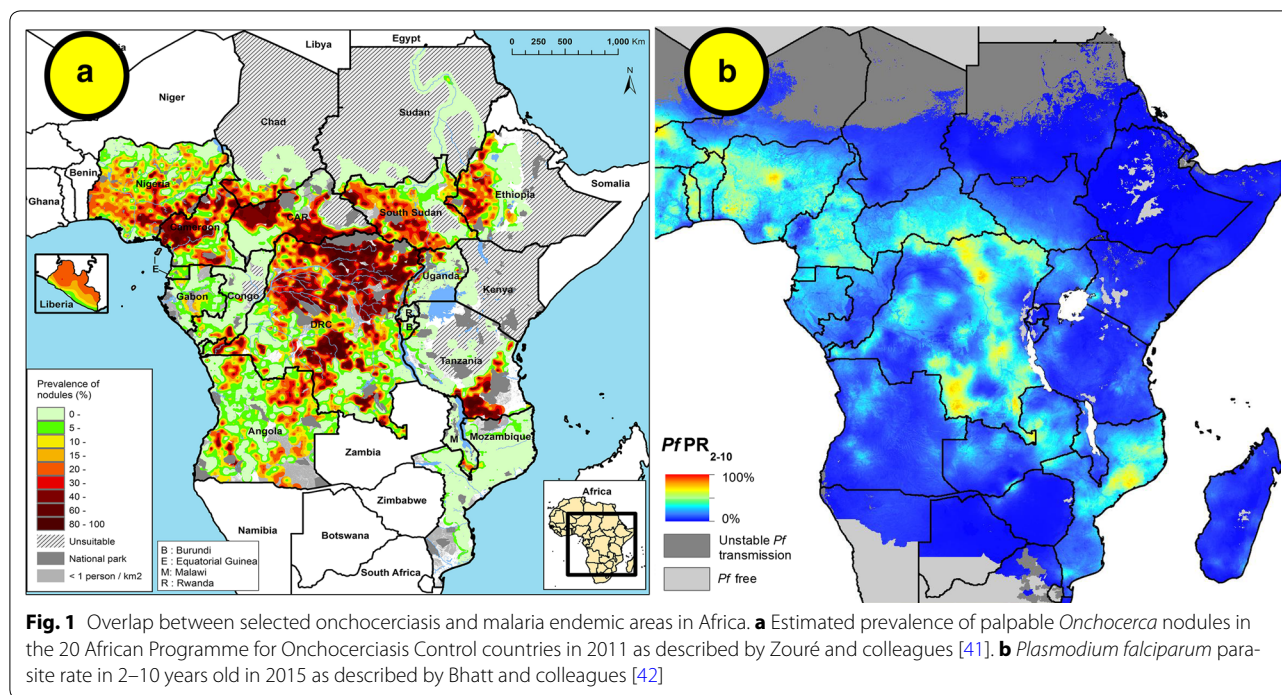 a
Libya
Egypt
0 250 500 1,000 Km
N
Niger
Chad
Sudan
Benin
Nigeria
Ghana
Ethiopia
Somalia
CAR
South Sudan
Cameroon
E
Uganda
Liberia
Gabon
Congo
Kenya
R
B
DRC
Tanzania
Prevalence of
nodules (%)
0 -
5 -
10 -
15 -
20 -
30 -
40 -
60 -
80 - 100
Unsuitable
National park
< 1 person / km2
Angola
M
Mozambique
Zambia
Zimbabwe
Namibia
Botswana
South Africa
B : Burundi
E : Equatorial Guinea
M: Malawi
R : Rwanda
Africa
b
Pf PR2-10
100%
0%
Unstable Pf
transmission
Pf free
Fig. 1 Overlap between selected onchocerciasis and malaria endemic areas in Africa. a Estimated prevalence of palpable Onchocerca nodules in
the 20 African Programme for Onchocerciasis Control countries in 2011 as described by Zouré and colleagues [41]. b Plasmodium falciparum para-
site rate in 2–10 years old in 2015 as described by Bhatt and colleagues [42]